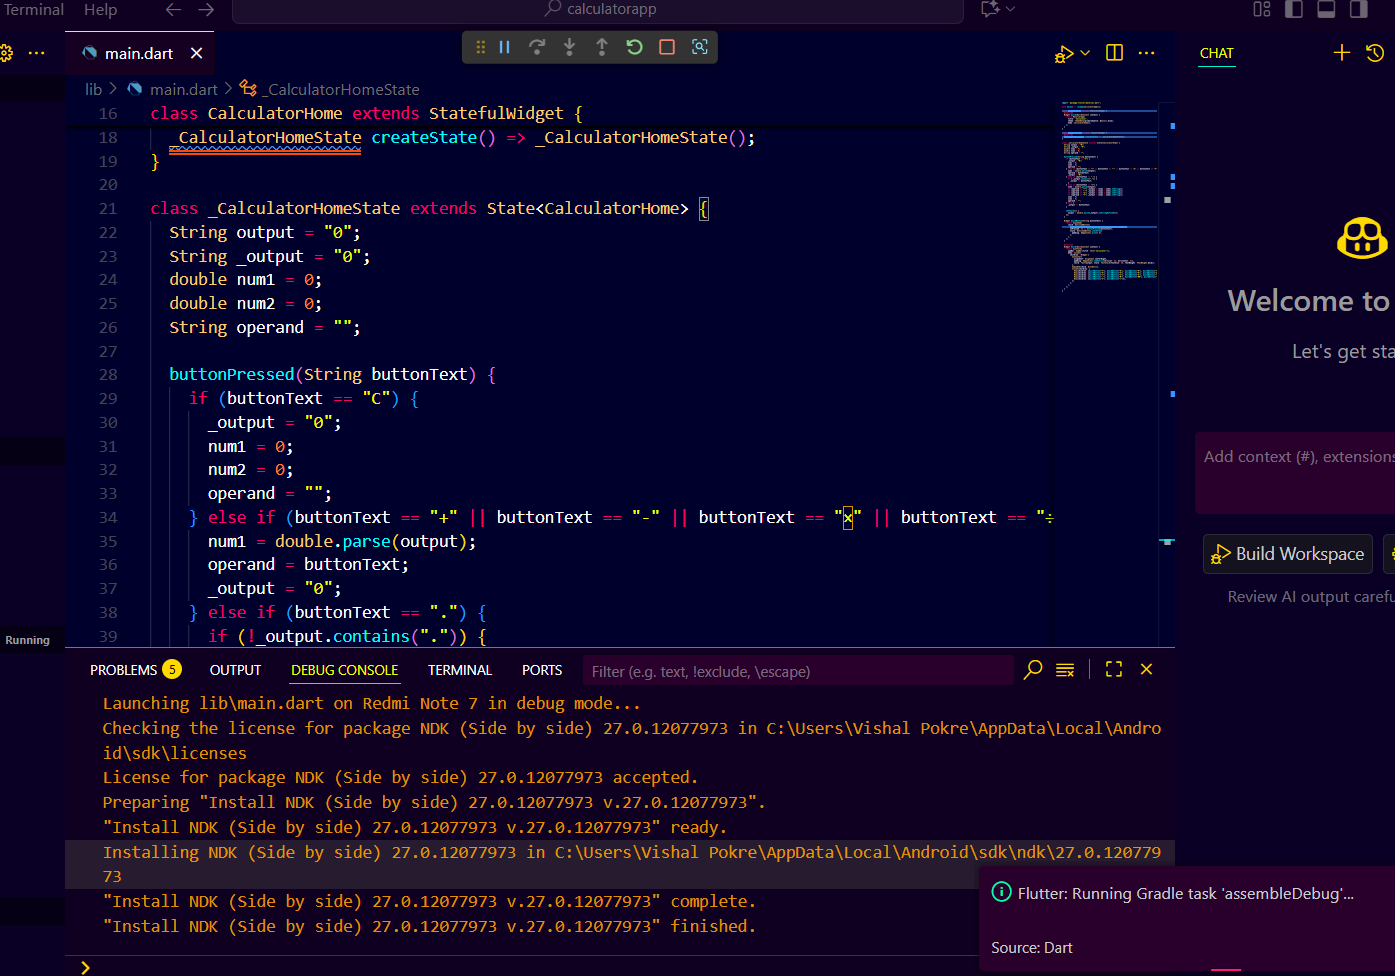 Terminal Help calculatorapp
main.dart
CHAT
lib > main.dart > _CalculatorHomeState
16 class CalculatorHome extends StatefulWidget {
18 _CalculatorHomeState createState() => _CalculatorHomeState();
19 }
20
21 class _CalculatorHomeState extends State<CalculatorHome> {
22 String output = "0";
23 String _output = "0";
24 double num1 = 0;
25 double num2 = 0;
26 String operand = "";
27
28 buttonPressed(String buttonText) {
29 if (buttonText == "C") {
30 _output = "0";
31 num1 = 0;
32 num2 = 0;
33 operand = "";
34 } else if (buttonText == "+" || buttonText == "-" || buttonText == "×" || buttonText == "÷
35 num1 = double.parse(output);
36 operand = buttonText;
37 _output = "0";
38 } else if (buttonText == ".") {
39 if (!_output.contains(".")) {
Welcome to
Let's get sta
Add context (#), extensions
Build Workspace
Review AI output carefu
Running
PROBLEMS 5 OUTPUT DEBUG CONSOLE TERMINAL PORTS Filter (e.g. text, !exclude, \escape)
Launching lib\main.dart on Redmi Note 7 in debug mode...
Checking the license for package NDK (Side by side) 27.0.12077973 in C:\Users\Vishal Pokre\AppData\Local\Andro
id\sdk\licenses
License for package NDK (Side by side) 27.0.12077973 accepted.
Preparing "Install NDK (Side by side) 27.0.12077973 v.27.0.12077973".
"Install NDK (Side by side) 27.0.12077973 v.27.0.12077973" ready.
Installing NDK (Side by side) 27.0.12077973 in C:\Users\Vishal Pokre\AppData\Local\Android\sdk\ndk\27.0.120779
73
"Install NDK (Side by side) 27.0.12077973 v.27.0.12077973" complete.
"Install NDK (Side by side) 27.0.12077973 v.27.0.12077973" finished.
Flutter: Running Gradle task 'assembleDebug'...
Source: Dart